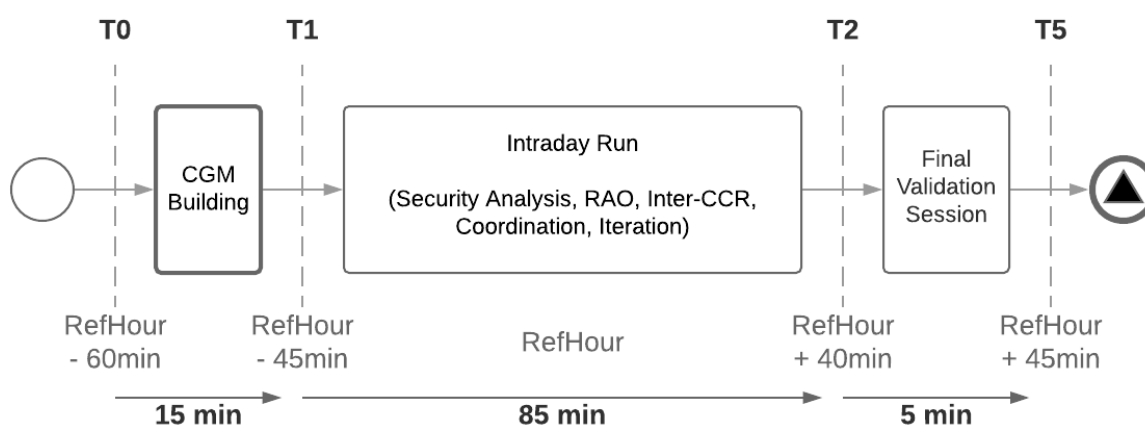 T0
T1
T2
T5
CGM
Building
Intraday Run
(Security Analysis, RAO, Inter-CCR,
Coordination, Iteration)
Final
Validation
Session
RefHour
- 60min
RefHour
- 45min
RefHour
RefHour
+ 40min
RefHour
+ 45min
15 min
85 min
5 min